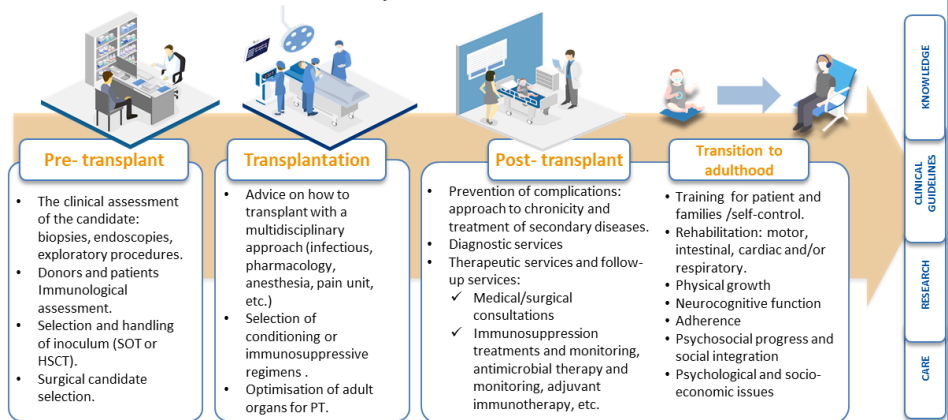 Pre- transplant
• The clinical assessment
of the candidate:
biopsies, endoscopies,
exploratory procedures.
• Donors and patients
Immunological
assessment.
• Selection and handling
of inoculum (SOT or
HSCT).
• Surgical candidate
selection.
Transplantation
• Advice on how to
transplant with a
multidisciplinary
approach (infectious,
pharmacology,
anesthesia, pain unit,
etc.)
• Selection of
conditioning or
immunosuppressive
regimens .
• Optimisation of adult
organs for PT.
Post- transplant
• Prevention of complications:
approach to chronicity and
treatment of secondary diseases.
• Diagnostic services
• Therapeutic services and follow-
up services:
✓ Medical/surgical
consultations
✓ Immunosuppression
treatments and monitoring,
antimicrobial therapy and
monitoring, adjuvant
immunotherapy, etc.
Transition to
adulthood
• Training for patient and
families /self-control.
• Rehabilitation: motor,
intestinal, cardiac and/or
respiratory.
• Physical growth
• Neurocognitive function
• Adherence
• Psychosocial progress and
social integration
• Psychological and socio-
economic issues
KNOWLEDGE
CLINICAL
GUIDELINES
RESEARCH
CARE